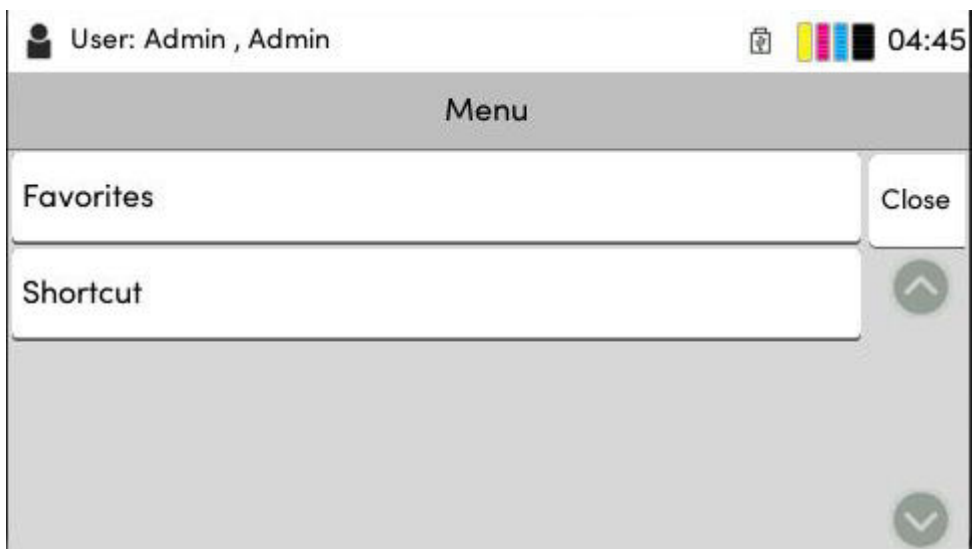 User: Admin , Admin 04:45
Menu
Favorites
Close
Shortcut